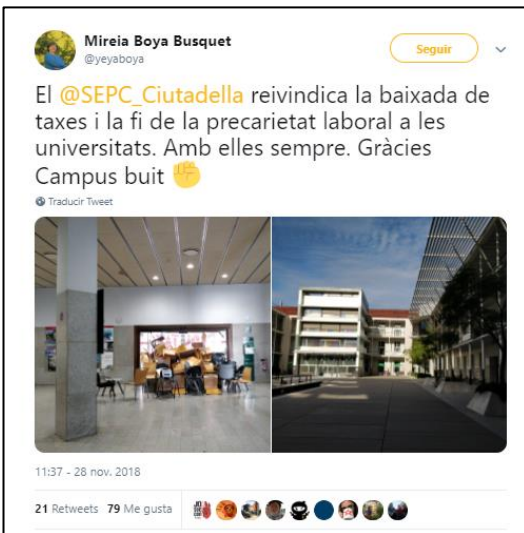 Mireia Boya Busquet
@yeyaboya
Seguir
El @SEPC_Ciutadella reivindica la baixada de
taxes i la fi de la precarietat laboral a les
universitats. Amb elles sempre. Gràcies
Campus buit ✊
Traducir Tweet
11:37 - 28 nov. 2018
21 Retweets 79 Me gusta